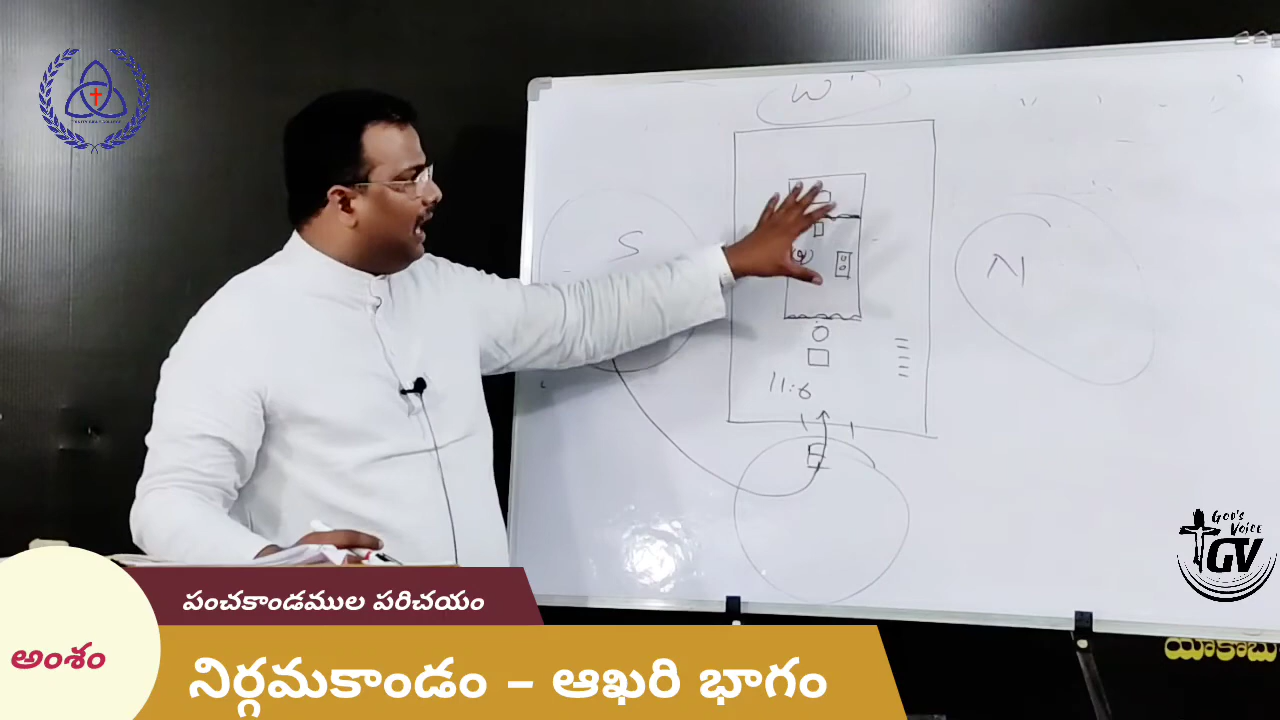 W
S
N
11:6
E
GOD'S
VOICE
GV
యాకోబు
పంచకాండముల పరిచయం
అంశం
నిర్గమకాండం - ఆఖరి భాగం